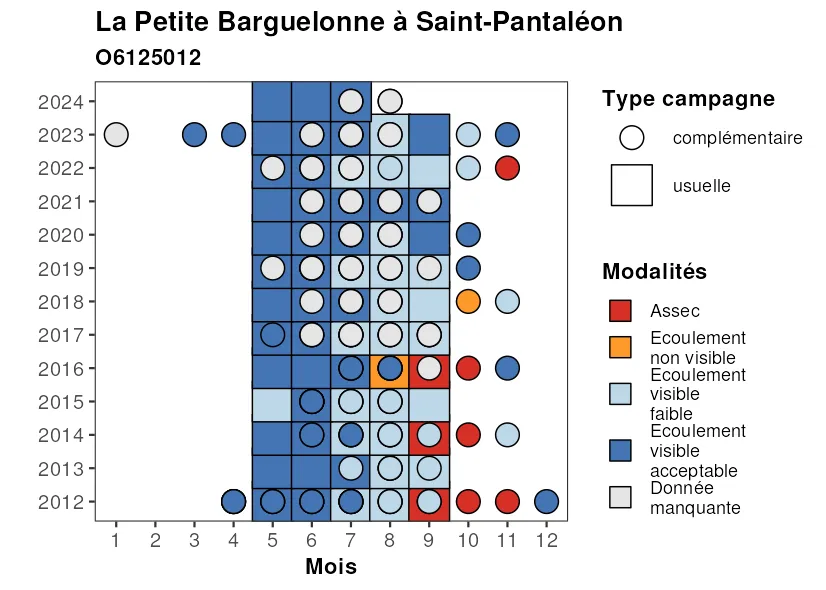 La Petite Barguelonne à Saint-Pantaléon
O6125012
2024
2023
2022
2021
2020
2019
2018
2017
2016
2015
2014
2013
2012
1 2 3 4 5 6 7 8 9 10 11 12
Mois
Type campagne
complémentaire
usuelle
Modalités
Assec
Ecoulement
non visible
Ecoulement
visible
faible
Ecoulement
visible
acceptable
Donnée
manquante